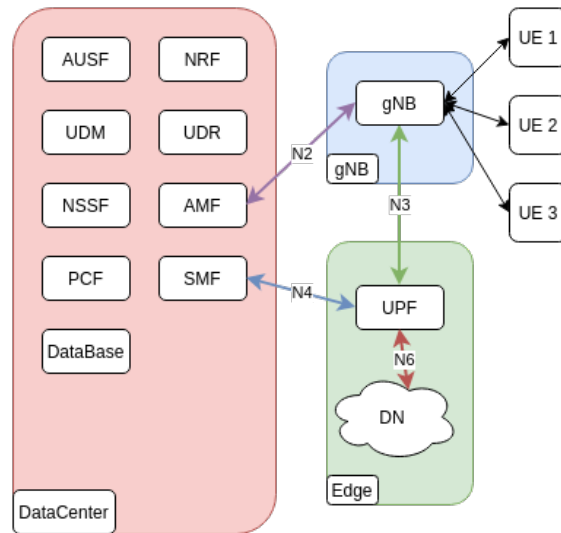 AUSF
NRF
UDM
UDR
NSSF
AMF
PCF
SMF
DataBase
DataCenter
N2
N4
gNB
gNB
N3
UPF
N6
DN
Edge
UE 1
UE 2
UE 3